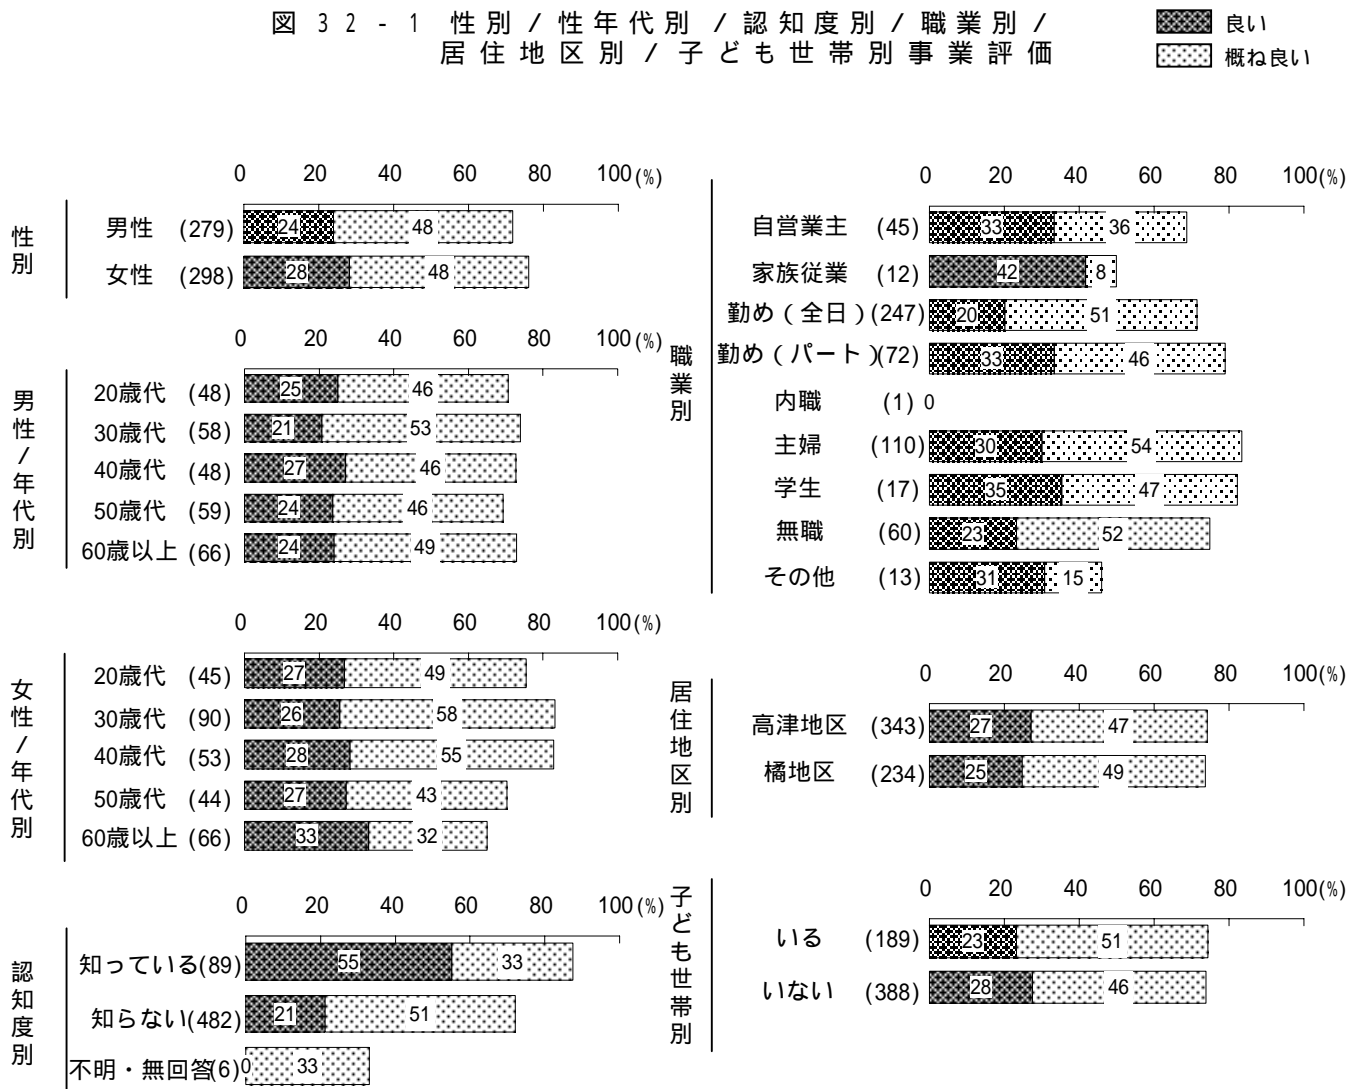 図 32-1 性別/性年代別/認知度別/職業別/
居住地区別/子ども世帯別事業評価
良い
概ね良い
0 20 40 60 80 100(%)
性別
男性 (279) 24 48
女性 (298) 28 48
0 20 40 60 80 100(%)
男性/年代別
20歳代 (48) 25 46
30歳代 (58) 21 53
40歳代 (48) 27 46
50歳代 (59) 24 46
60歳以上 (66) 24 49
0 20 40 60 80 100(%)
女性/年代別
20歳代 (45) 27 49
30歳代 (90) 26 58
40歳代 (53) 28 55
50歳代 (44) 27 43
60歳以上 (66) 33 32
0 20 40 60 80 100(%)
認知度別
知っている(89) 55 33
知らない(482) 21 51
不明・無回答(6) 0 33
0 20 40 60 80 100(%)
職業別
自営業主 (45) 33 36
家族従業 (12) 42 8
勤め(全日)(247) 20 51
勤め(パート)(72) 33 46
内職 (1) 0
主婦 (110) 30 54
学生 (17) 35 47
無職 (60) 23 52
その他 (13) 31 15
0 20 40 60 80 100(%)
居住地区別
高津地区 (343) 27 47
橘地区 (234) 25 49
0 20 40 60 80 100(%)
子ども世帯別
いる (189) 23 51
いない (388) 28 46